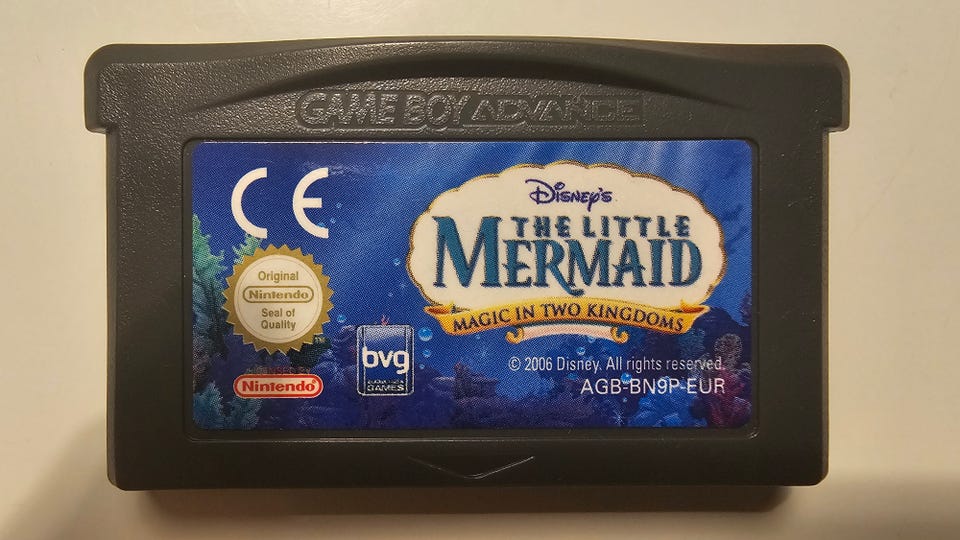 GAME BOY ADVANCE
CE
Disney's
THE LITTLE
MERMAID
MAGIC IN TWO KINGDOMS
Original
Nintendo
Seal of
Quality
bvg
GAMES
© 2006 Disney. All rights reserved.
Nintendo®
AGB-BN9P-EUR